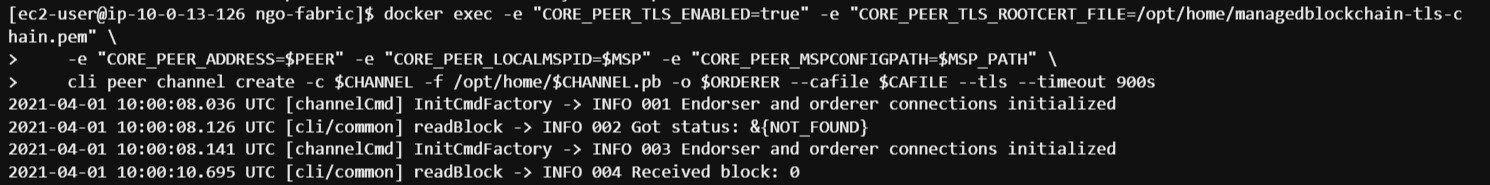 [ec2-user@ip-10-0-13-126 ngo-fabric]$ docker exec -e "CORE_PEER_TLS_ENABLED=true" -e "CORE_PEER_TLS_ROOTCERT_FILE=/opt/home/managedblockchain-tls-c
hain.pem" \
>     -e "CORE_PEER_ADDRESS=$PEER" -e "CORE_PEER_LOCALMSPID=$MSP" -e "CORE_PEER_MSPCONFIGPATH=$MSP_PATH" \
>     cli peer channel create -c $CHANNEL -f /opt/home/$CHANNEL.pb -o $ORDERER --cafile $CAFILE --tls --timeout 900s
2021-04-01 10:00:08.036 UTC [channelCmd] InitCmdFactory -> INFO 001 Endorser and orderer connections initialized
2021-04-01 10:00:08.126 UTC [cli/common] readBlock -> INFO 002 Got status: &{NOT_FOUND}
2021-04-01 10:00:08.141 UTC [channelCmd] InitCmdFactory -> INFO 003 Endorser and orderer connections initialized
2021-04-01 10:00:10.695 UTC [cli/common] readBlock -> INFO 004 Received block: 0